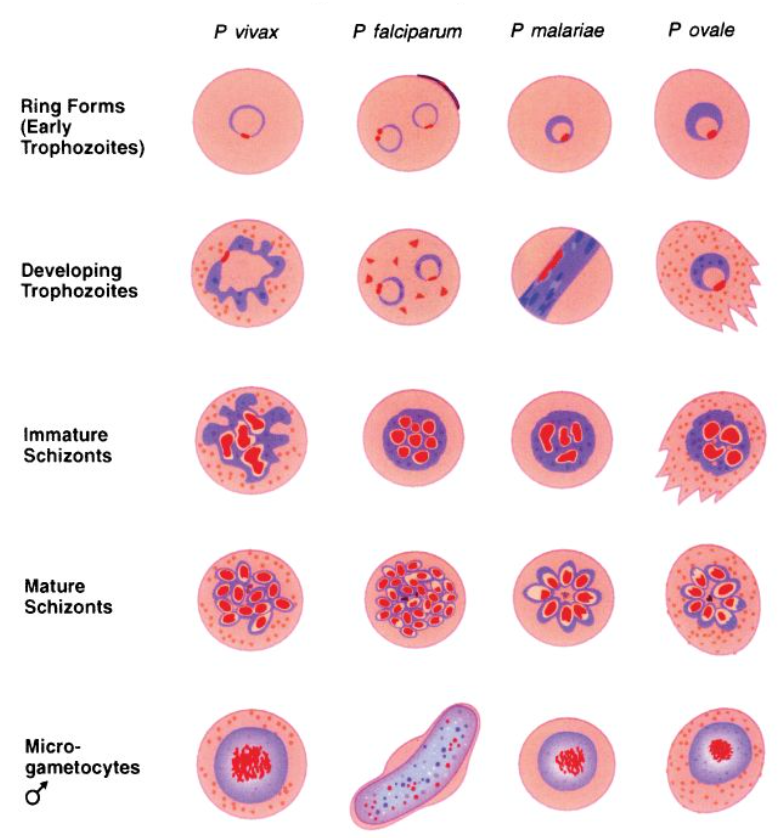 P vivax P falciparum P malariae P ovale
Ring Forms
(Early
Trophozoites)
Developing
Trophozoites
Immature
Schizonts
Mature
Schizonts
Micro-
gametocytes
♂